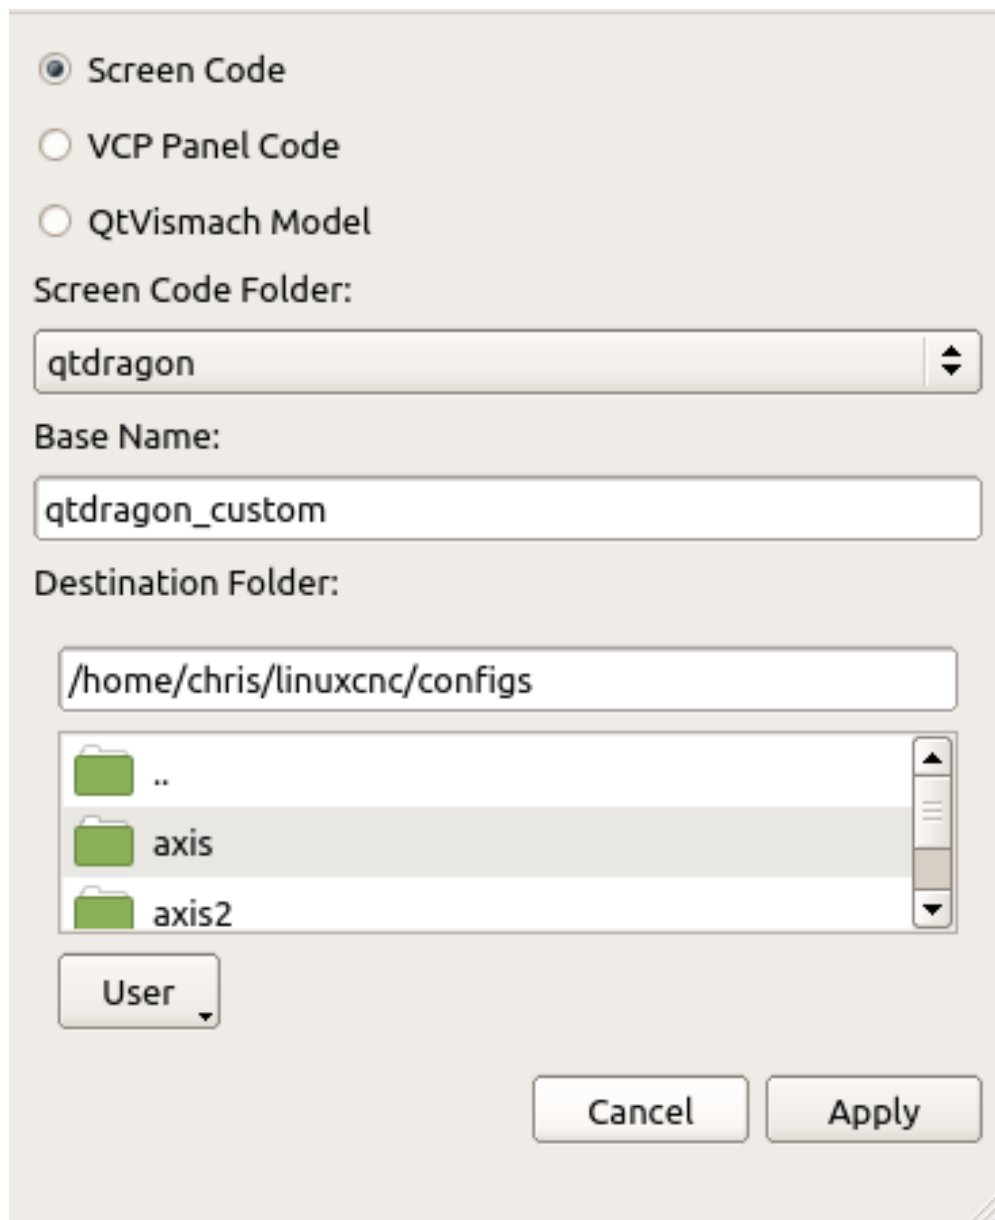 Screen Code
VCP Panel Code
QtVismach Model
Screen Code Folder:
qtdragon
Base Name:
qtdragon_custom
Destination Folder:
/home/chris/linuxcnc/configs
..
axis
axis2
User
Cancel Apply